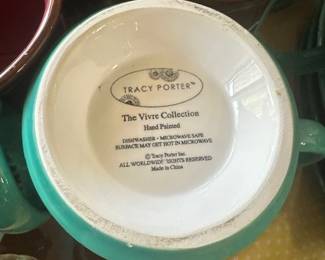 TRACY PORTER™
The Vivre Collection
Hand Painted
DISHWASHER • MICROWAVE SAFE
SURFACE MAY GET HOT IN MICROWAVE
© Tracy Porter Inc.
ALL WORLDWIDE RIGHTS RESERVED
Made in China